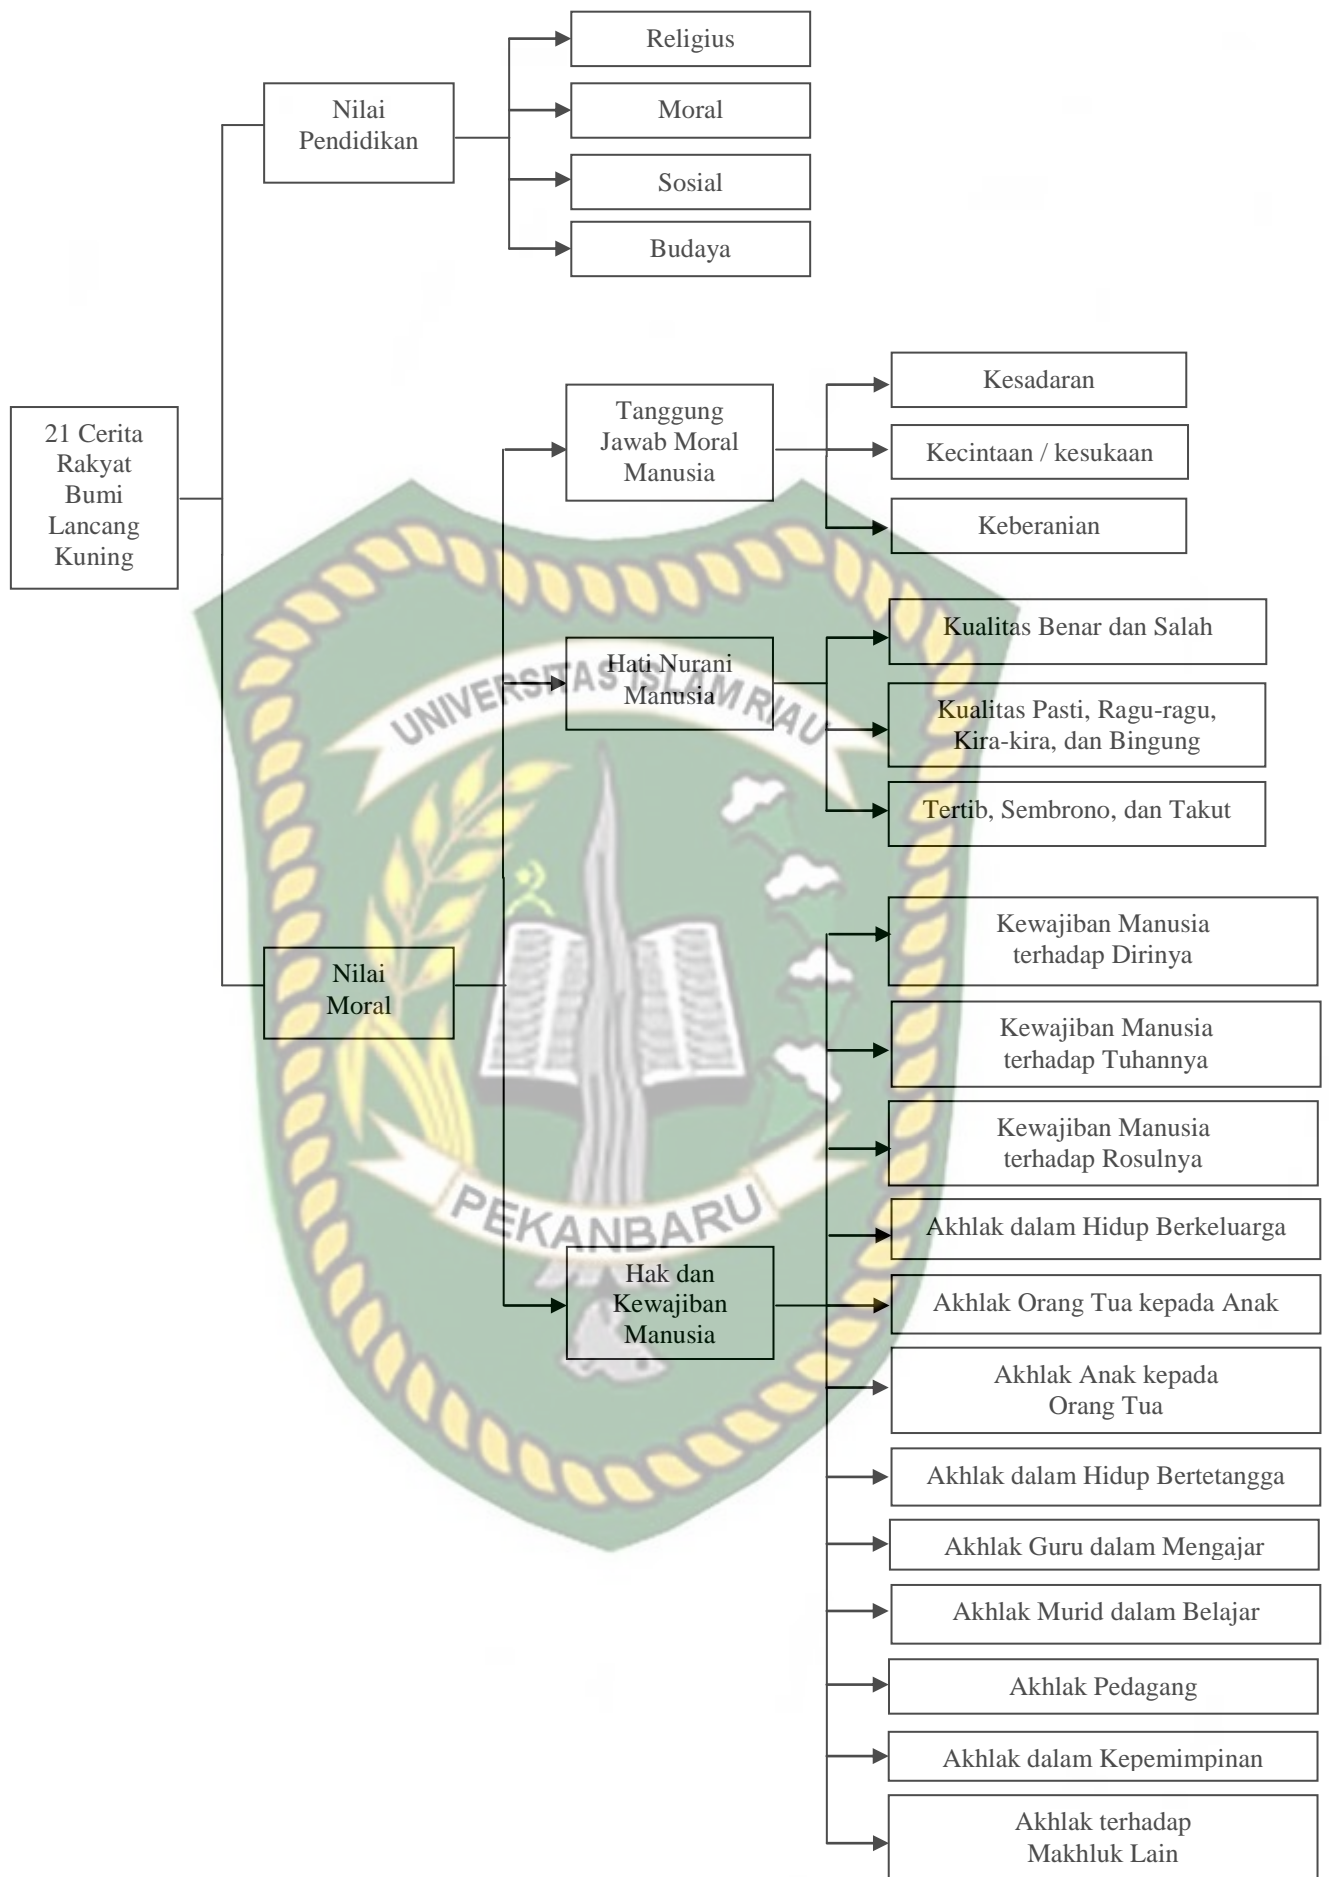 Religius
Nilai
Pendidikan
Moral
Sosial
Budaya
21 Cerita
Rakyat
Bumi
Lancang
Kuning
Tanggung
Jawab Moral
Manusia
Kesadaran
Kecintaan / kesukaan
Keberanian
Hati Nurani
Manusia
Kualitas Benar dan Salah
Kualitas Pasti, Ragu-ragu,
Kira-kira, dan Bingung
Tertib, Sembrono, dan Takut
UNIVERSITAS ISLAM RIAU
Nilai
Moral
Kewajiban Manusia
terhadap Dirinya
Kewajiban Manusia
terhadap Tuhannya
Kewajiban Manusia
terhadap Rosulnya
PEKANBARU
Hak dan
Kewajiban
Manusia
Akhlak dalam Hidup Berkeluarga
Akhlak Orang Tua kepada Anak
Akhlak Anak kepada
Orang Tua
Akhlak dalam Hidup Bertetangga
Akhlak Guru dalam Mengajar
Akhlak Murid dalam Belajar
Akhlak Pedagang
Akhlak dalam Kepemimpinan
Akhlak terhadap
Makhluk Lain